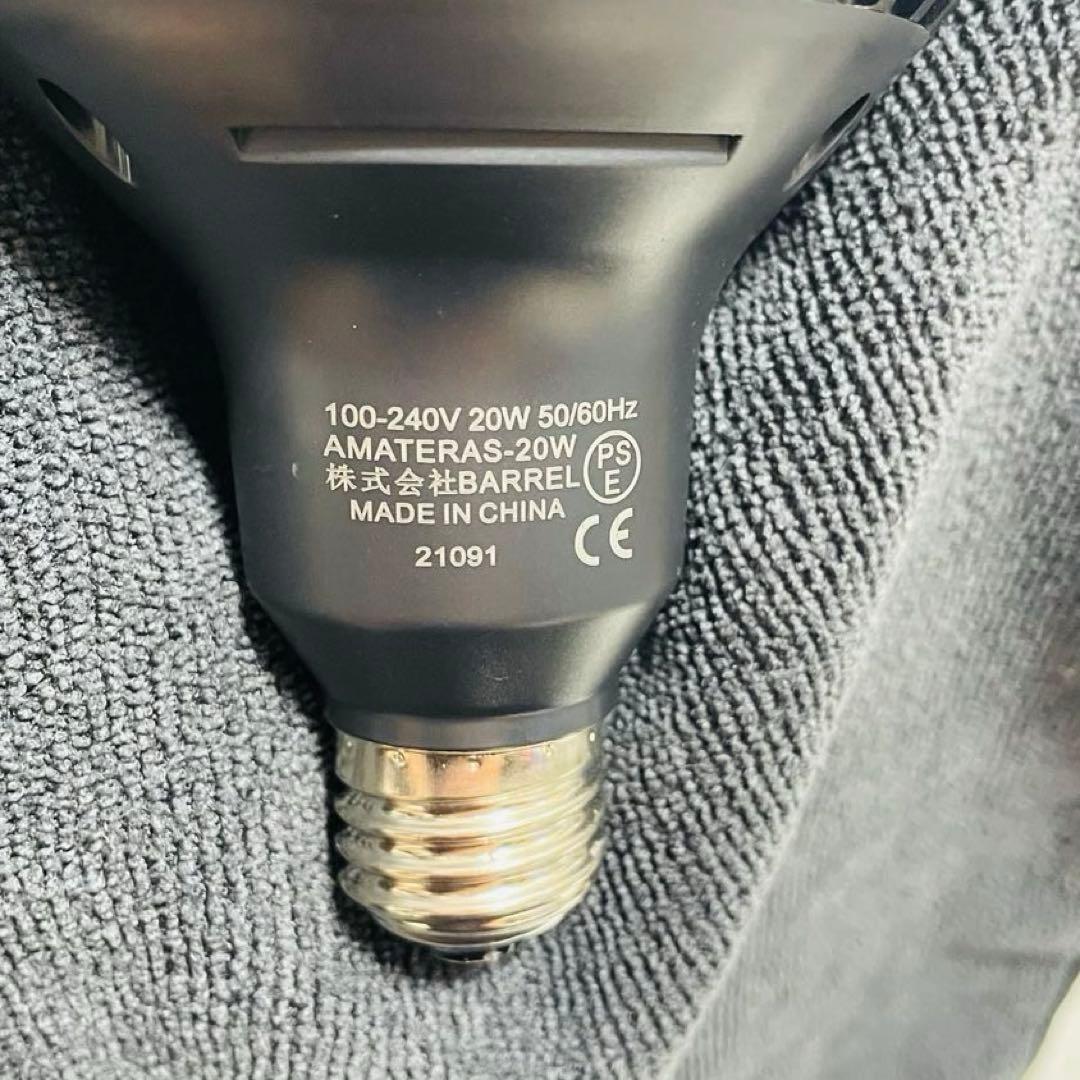 100-240V 20W 50/60Hz
AMATERAS-20W
株式会社BARREL
PS
E
MADE IN CHINA
CE
21091